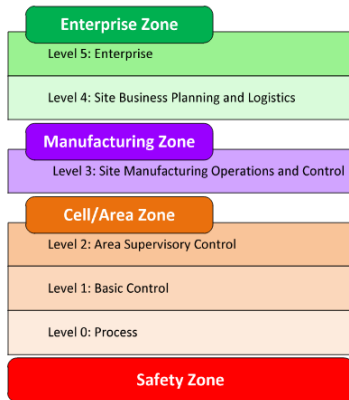 Enterprise Zone
Level 5: Enterprise
Level 4: Site Business Planning and Logistics
Manufacturing Zone
Level 3: Site Manufacturing Operations and Control
Cell/Area Zone
Level 2: Area Supervisory Control
Level 1: Basic Control
Level 0: Process
Safety Zone